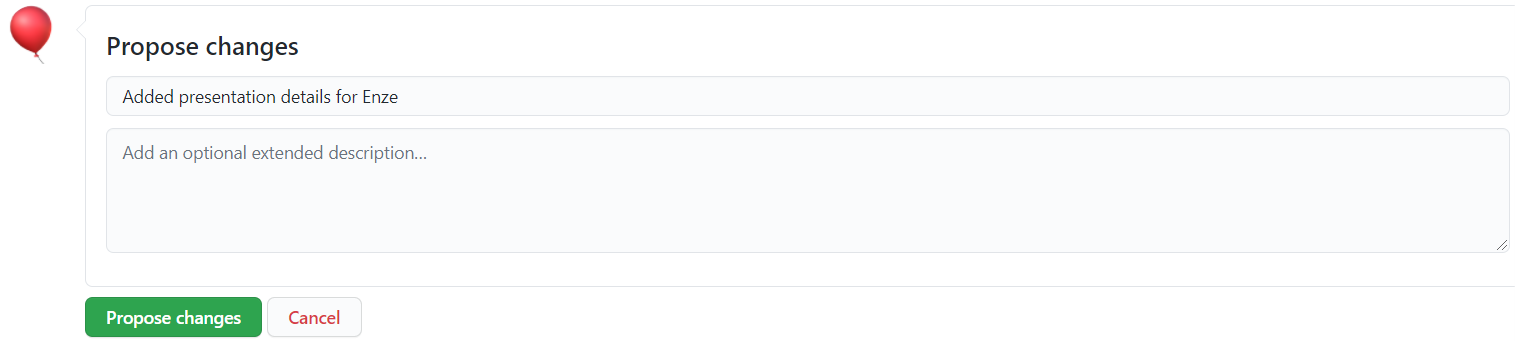 Propose changes
Added presentation details for Enze
Add an optional extended description...
Propose changes
Cancel